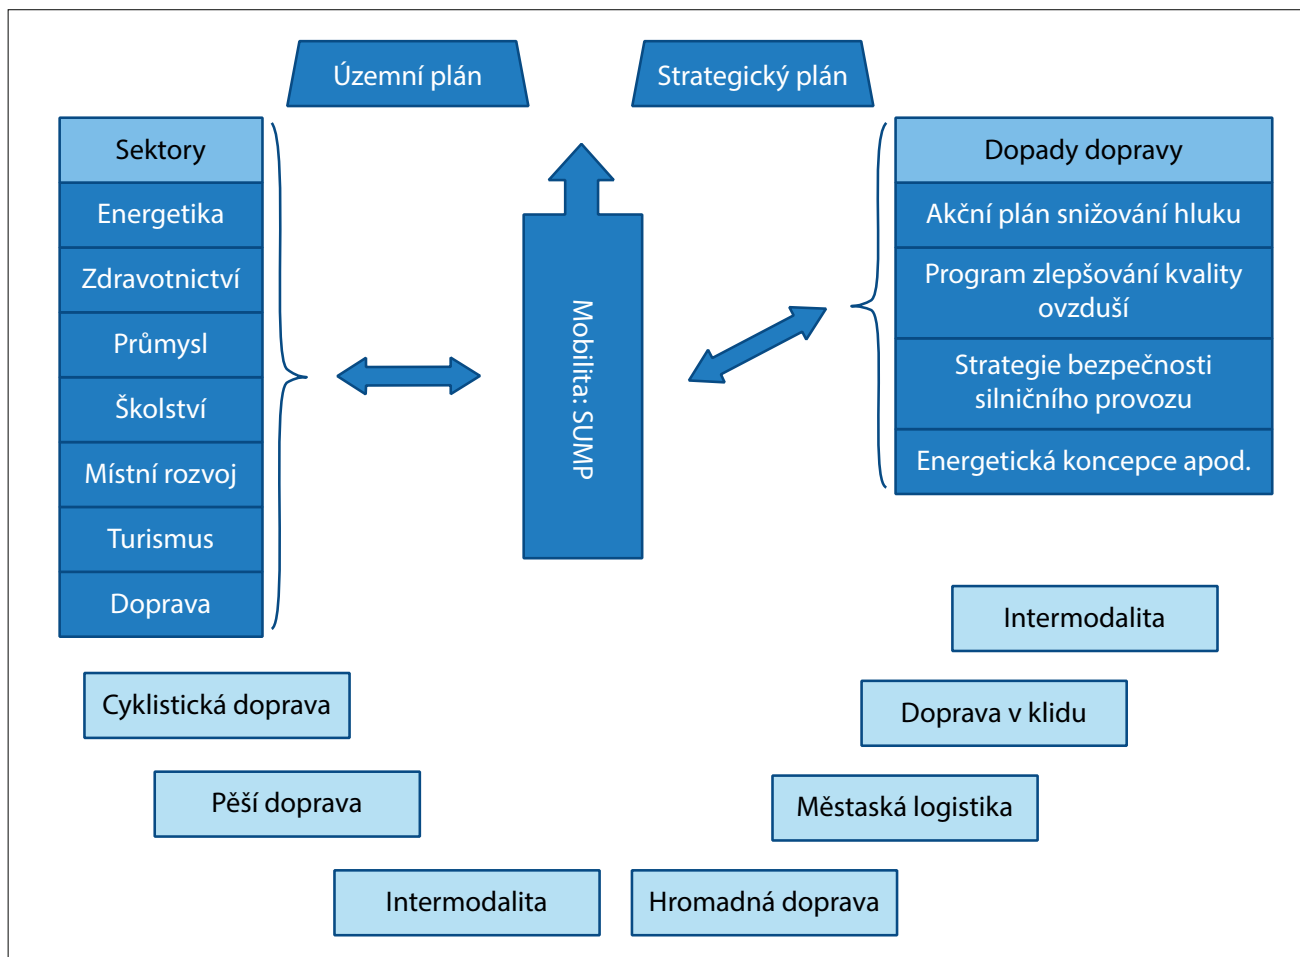 Územní plán
Strategický plán
Sektory
Energetika
Zdravotnictví
Průmysl
Školství
Místní rozvoj
Turismus
Doprava
Mobilita: SUMP
Dopady dopravy
Akční plán snižování hluku
Program zlepšování kvality
ovzduší
Strategie bezpečnosti
silničního provozu
Energetická koncepce apod.
Intermodalita
Cyklistická doprava
Doprava v klidu
Pěší doprava
Městaská logistika
Intermodalita
Hromadná doprava